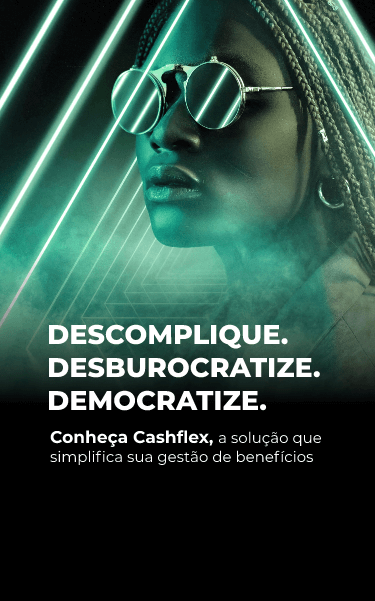 DESCOMPLIQUE.
DESBUROCRATIZE.
DEMOCRATIZE.
Conheça Cashflex, a solução que
simplifica sua gestão de benefícios